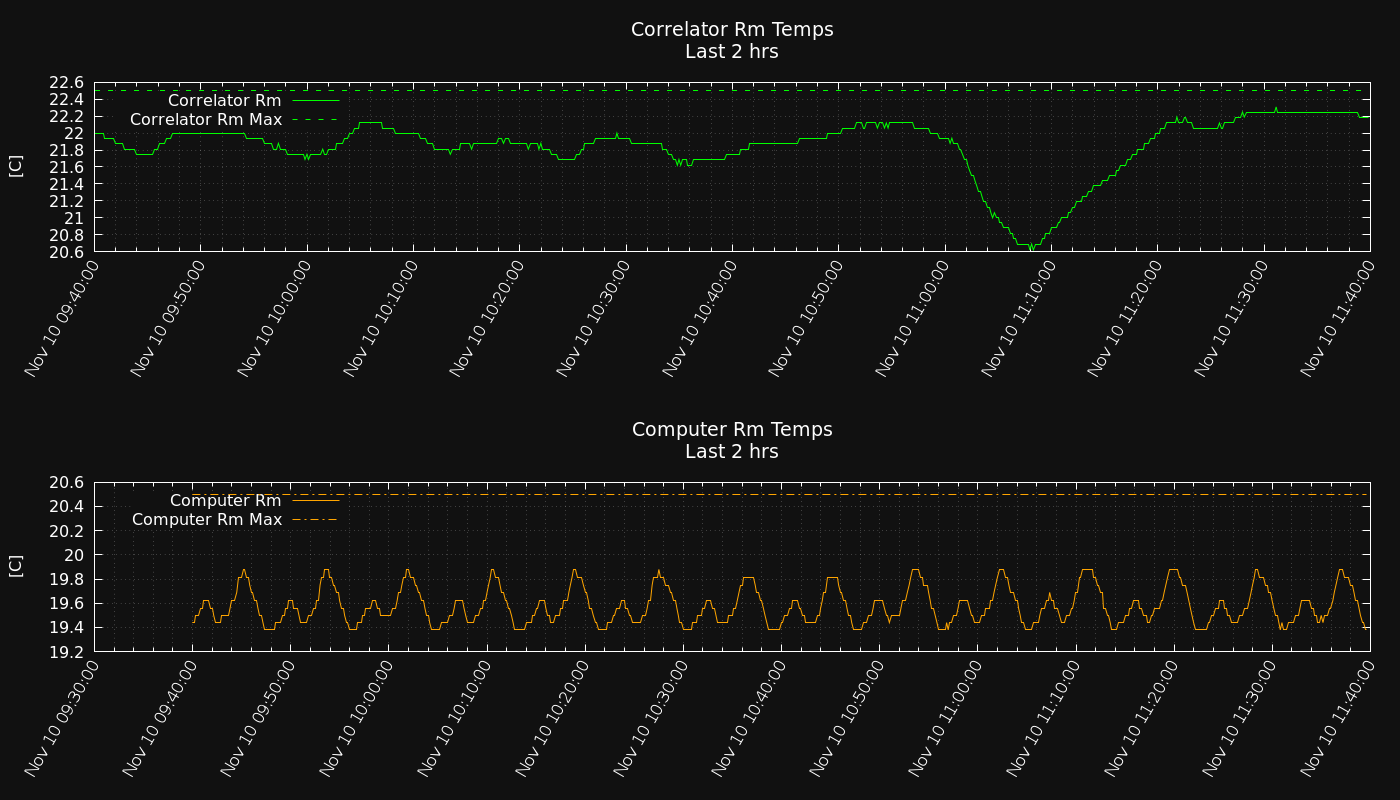 Correlator Rm Temps
Last 2 hrs
22.6
22.4
22.2
22
21.8
21.6
21.4
21.2
21
20.8
20.6
[C]
Correlator Rm
Correlator Rm Max
Nov 10 09:40:00
Nov 10 09:50:00
Nov 10 10:00:00
Nov 10 10:10:00
Nov 10 10:20:00
Nov 10 10:30:00
Nov 10 10:40:00
Nov 10 10:50:00
Nov 10 11:00:00
Nov 10 11:10:00
Nov 10 11:20:00
Nov 10 11:30:00
Nov 10 11:40:00
Computer Rm Temps
Last 2 hrs
20.6
20.4
20.2
20
19.8
19.6
19.4
19.2
[C]
Computer Rm
Computer Rm Max
Nov 10 09:30:00
Nov 10 09:40:00
Nov 10 09:50:00
Nov 10 10:00:00
Nov 10 10:10:00
Nov 10 10:20:00
Nov 10 10:30:00
Nov 10 10:40:00
Nov 10 10:50:00
Nov 10 11:00:00
Nov 10 11:10:00
Nov 10 11:20:00
Nov 10 11:30:00
Nov 10 11:40:00